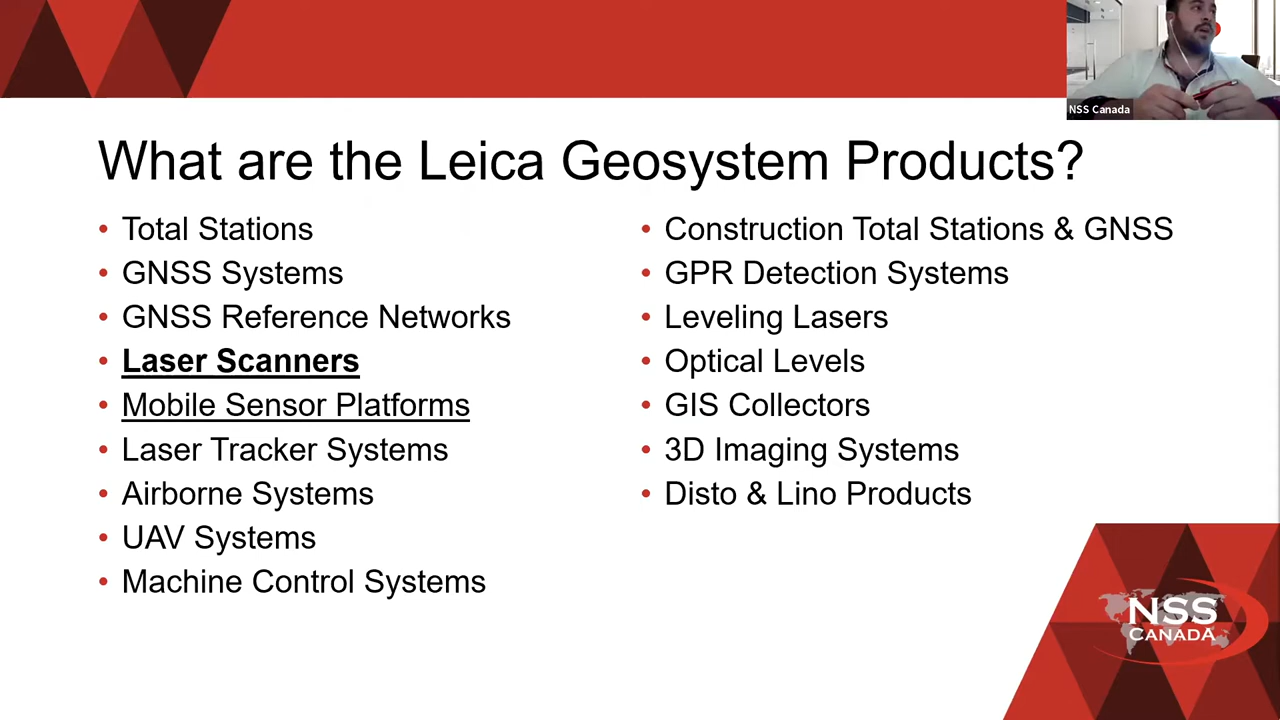 NSS Canada
What are the Leica Geosystem Products?
• Total Stations
• GNSS Systems
• GNSS Reference Networks
• Laser Scanners
• Mobile Sensor Platforms
• Laser Tracker Systems
• Airborne Systems
• UAV Systems
• Machine Control Systems
• Construction Total Stations & GNSS
• GPR Detection Systems
• Leveling Lasers
• Optical Levels
• GIS Collectors
• 3D Imaging Systems
• Disto & Lino Products
NSS
CANADA